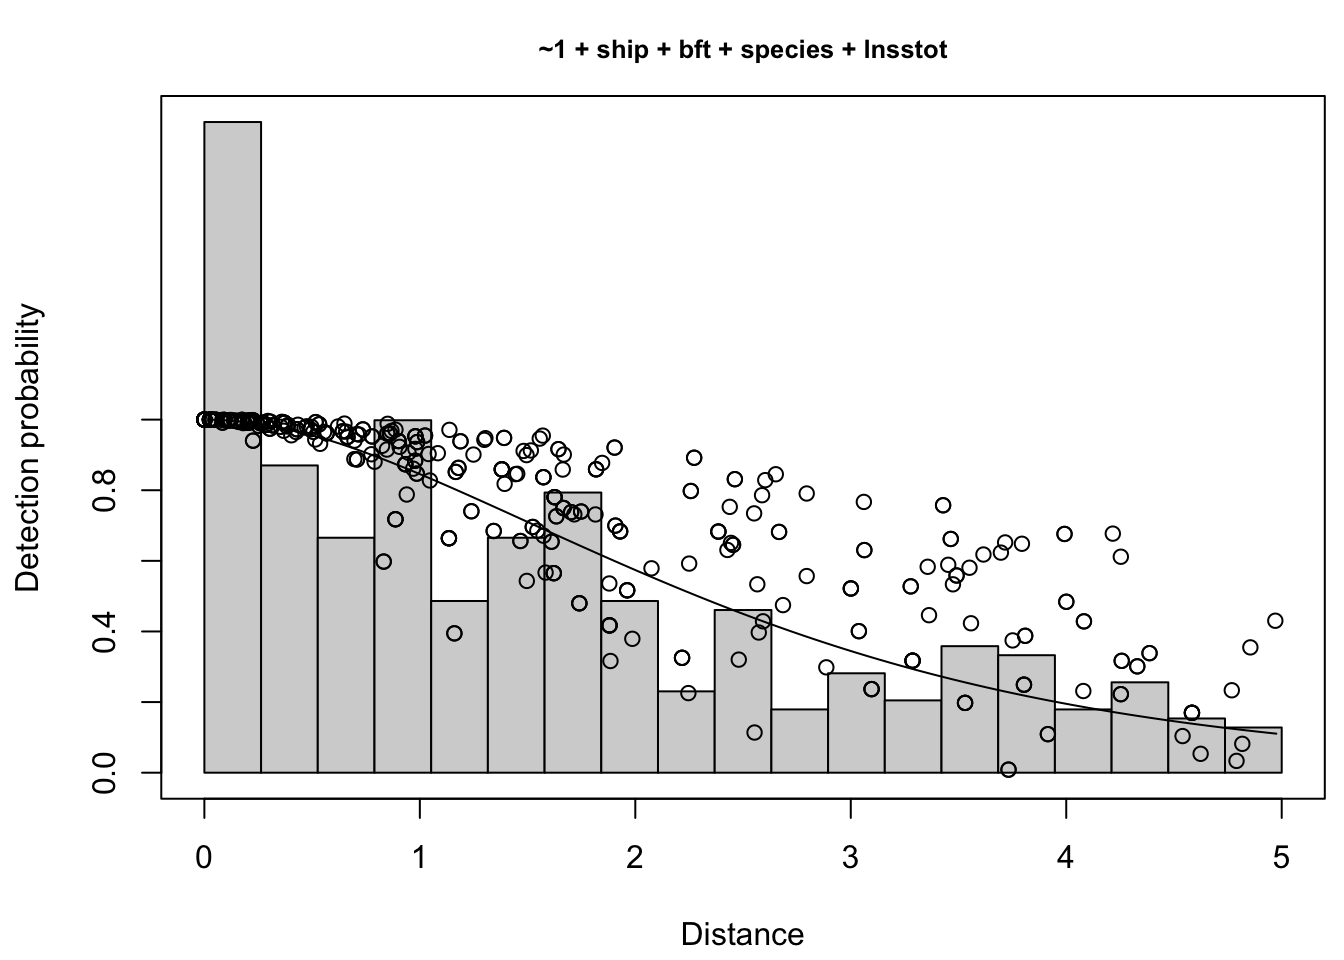 ~1 + ship + bft + species + lnsstot
Detection probability
0.8
0.4
0.0
0 1 2 3 4 5
Distance